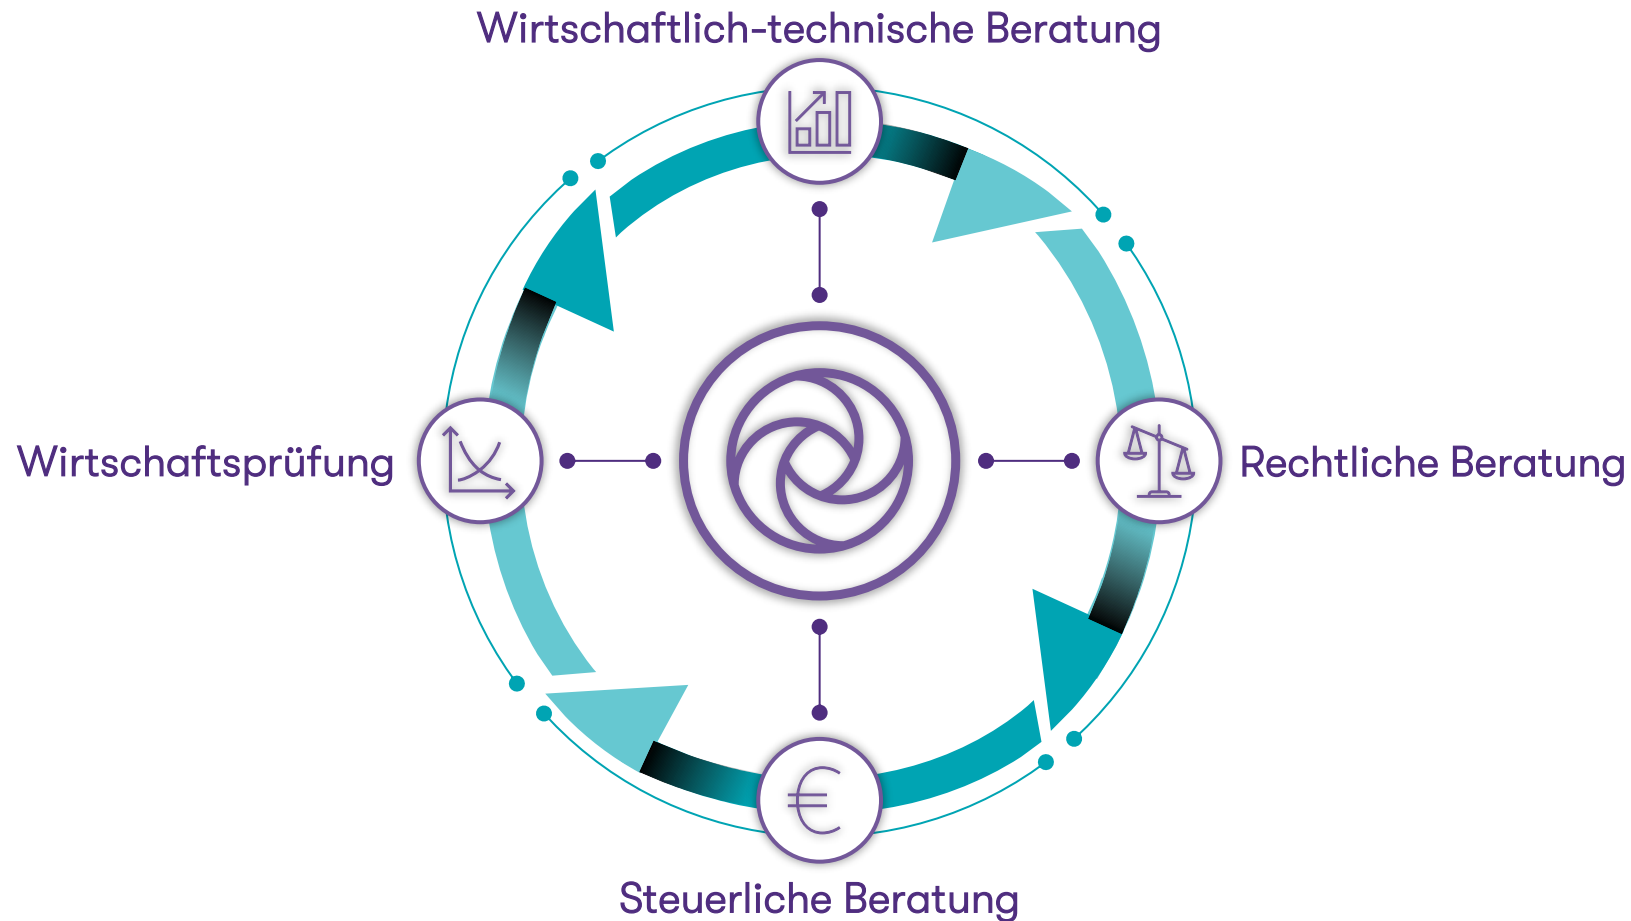 Wirtschaftlich-technische Beratung
Wirtschaftsprüfung
Rechtliche Beratung
Steuerliche Beratung